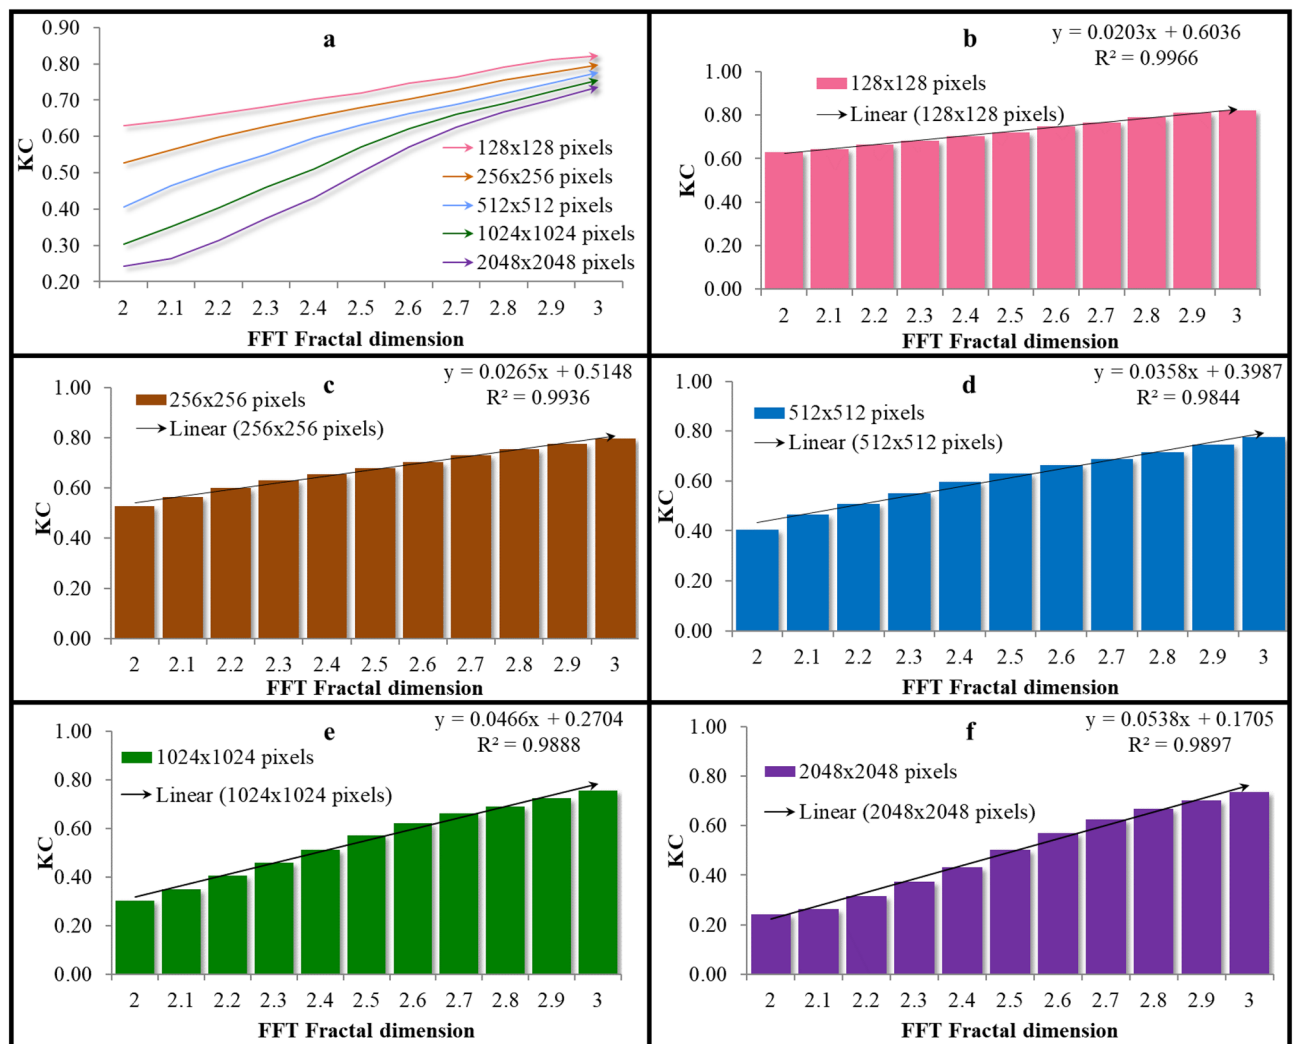 a
0.90
0.80
0.70
0.60
0.50
0.40
0.30
0.20
KC
128x128 pixels
256x256 pixels
512x512 pixels
1024x1024 pixels
2048x2048 pixels
2 2.1 2.2 2.3 2.4 2.5 2.6 2.7 2.8 2.9 3
FFT Fractal dimension
b
y = 0.0203x + 0.6036
R² = 0.9966
128x128 pixels
Linear (128x128 pixels)
1.00
0.80
0.60
0.40
0.20
0.00
KC
2 2.1 2.2 2.3 2.4 2.5 2.6 2.7 2.8 2.9 3
FFT Fractal dimension
c
y = 0.0265x + 0.5148
R² = 0.9936
256x256 pixels
Linear (256x256 pixels)
1.00
0.80
0.60
0.40
0.20
0.00
KC
2 2.1 2.2 2.3 2.4 2.5 2.6 2.7 2.8 2.9 3
FFT Fractal dimension
d
y = 0.0358x + 0.3987
R² = 0.9844
512x512 pixels
Linear (512x512 pixels)
1.00
0.80
0.60
0.40
0.20
0.00
KC
2 2.1 2.2 2.3 2.4 2.5 2.6 2.7 2.8 2.9 3
FFT Fractal dimension
e
y = 0.0466x + 0.2704
R² = 0.9888
1024x1024 pixels
Linear (1024x1024 pixels)
1.00
0.80
0.60
0.40
0.20
0.00
KC
2 2.1 2.2 2.3 2.4 2.5 2.6 2.7 2.8 2.9 3
FFT Fractal dimension
f
y = 0.0538x + 0.1705
R² = 0.9897
2048x2048 pixels
Linear (2048x2048 pixels)
1.00
0.80
0.60
0.40
0.20
0.00
KC
2 2.1 2.2 2.3 2.4 2.5 2.6 2.7 2.8 2.9 3
FFT Fractal dimension